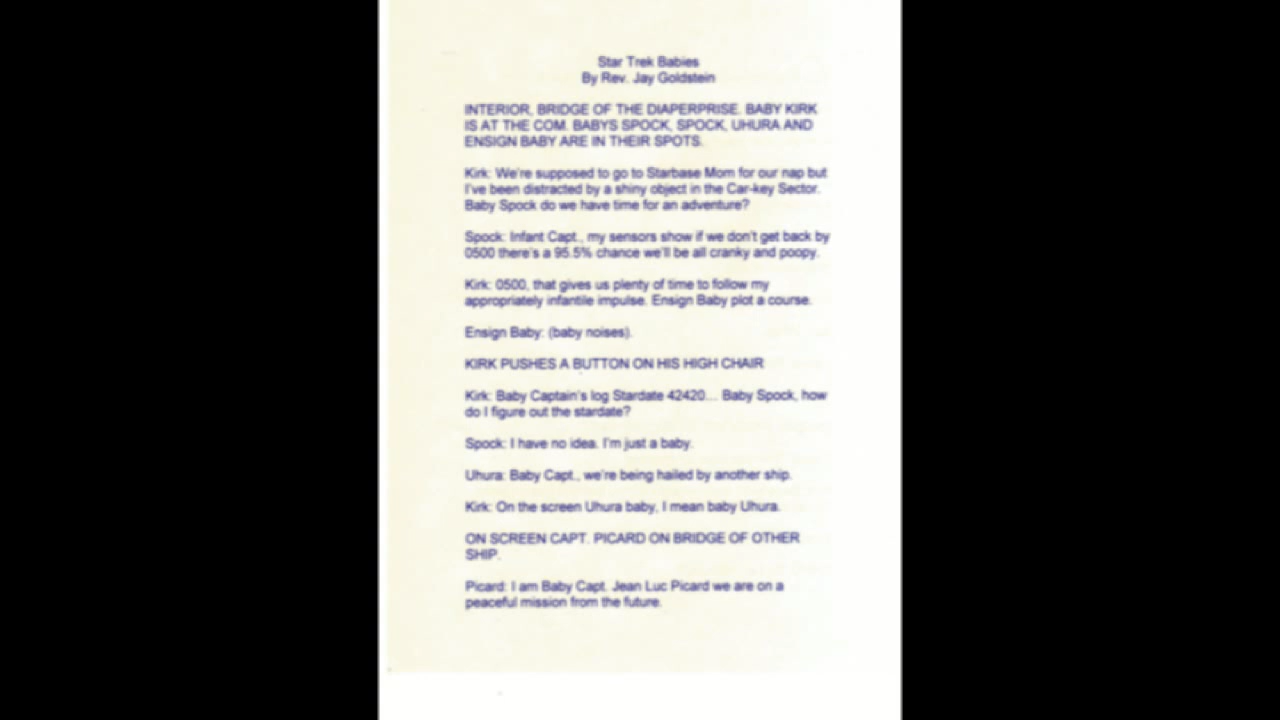 Star Trek Babies
By Rev. Jay Goldstein
INTERIOR, BRIDGE OF THE DIAPERPRISE. BABY KIRK
IS AT THE COM. BABYS SPOCK, SPOCK, UHURA AND
ENSIGN BABY ARE IN THEIR SPOTS.
Kirk: We're supposed to go to Starbase Mom for our nap but
I've been distracted by a shiny object in the Car-key Sector.
Baby Spock do we have time for an adventure?
Spock: Infant Capt., my sensors show if we don't get back by
0500 there's a 95.5% chance we'll be all cranky and poopy.
Kirk: 0500, that gives us plenty of time to follow my
appropriately infantile impulse. Ensign Baby plot a course.
Ensign Baby: (baby noises).
KIRK PUSHES A BUTTON ON HIS HIGH CHAIR
Kirk: Baby Captain's log Stardate 42420... Baby Spock, how
do I figure out the stardate?
Spock: I have no idea. I'm just a baby.
Uhura: Baby Capt., we're being hailed by another ship.
Kirk: On the screen Uhura baby, I mean baby Uhura.
ON SCREEN CAPT. PICARD ON BRIDGE OF OTHER
SHIP.
Picard: I am Baby Capt. Jean Luc Picard we are on a
peaceful mission from the future.